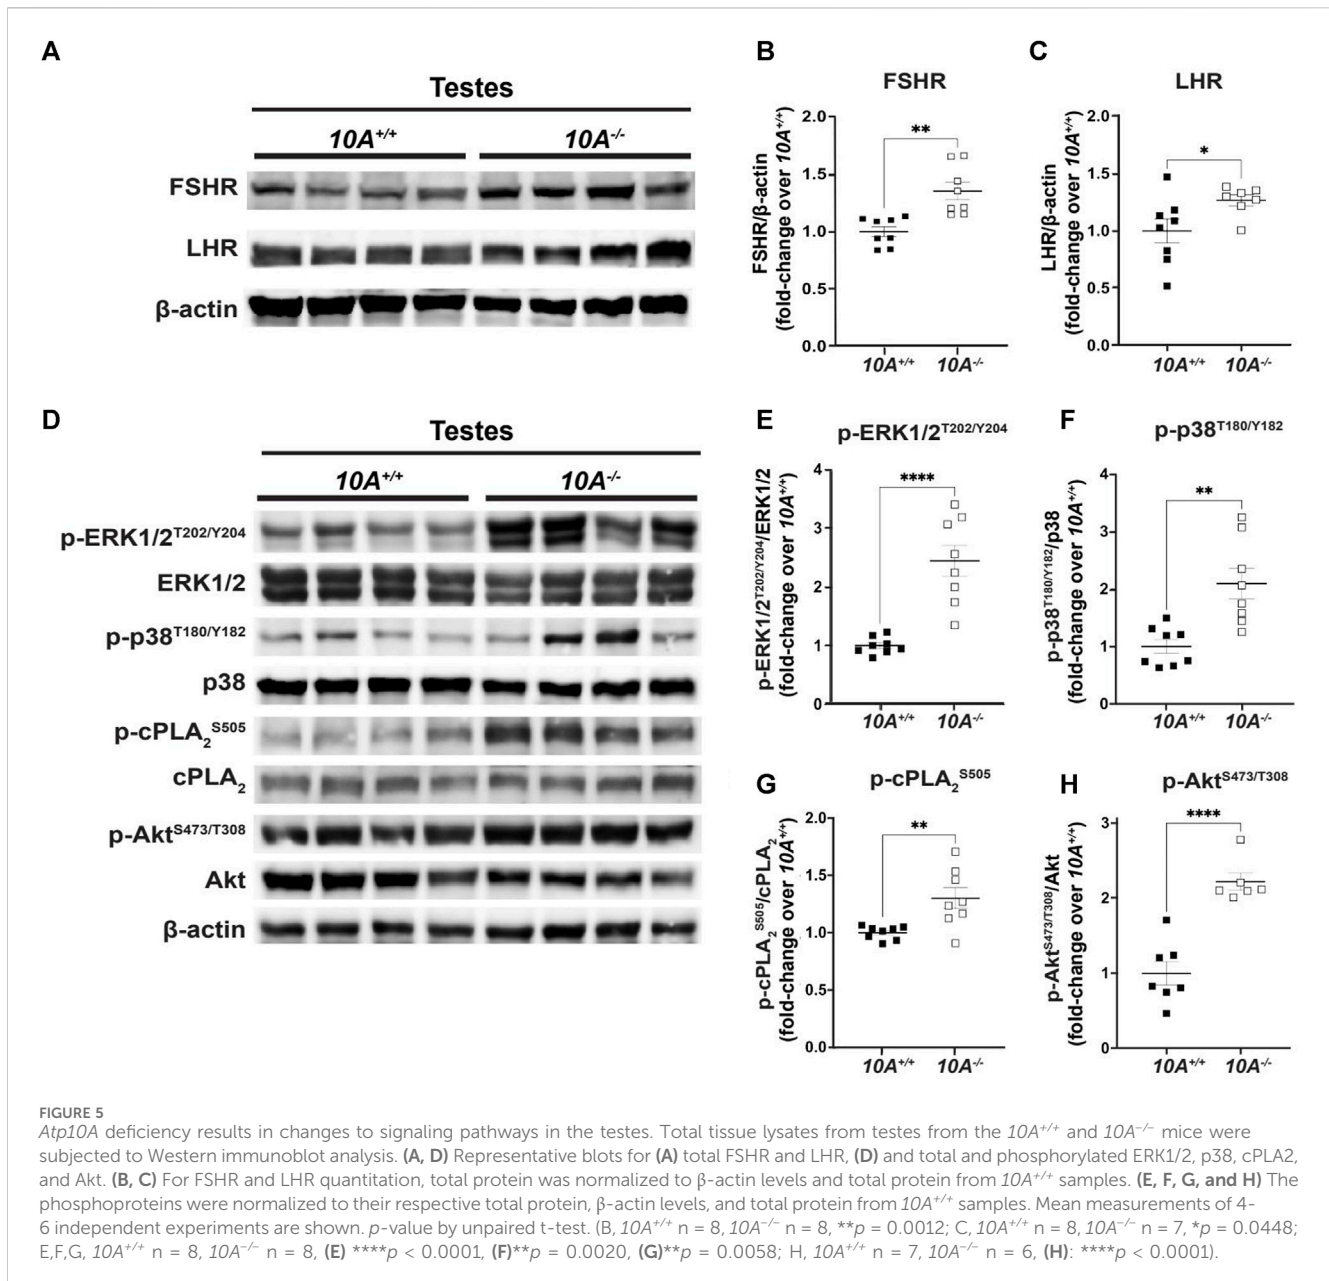 A
Testes
10A+/+ 10A-/-
FSHR
LHR
β-actin
B
FSHR
FSHR/β-actin
(fold-change over 10A+/+)
2.0
1.5
1.0
0.5
0.0
**
10A+/+ 10A-/-
C
LHR
LHR/β-actin
(fold-change over 10A+/+)
2.0
1.5
1.0
0.5
0.0
*
10A+/+ 10A-/-
D
Testes
10A+/+ 10A-/-
p-ERK1/2T202/Y204
ERK1/2
p-p38T180/Y182
p38
p-cPLA2S505
cPLA2
p-AktS473/T308
Akt
β-actin
E
p-ERK1/2T202/Y204
p-ERK1/2T202/Y204/ERK1/2
(fold-change over 10A+/+)
4
3
2
1
0
****
10A+/+ 10A-/-
F
p-p38T180/Y182
p-p38T180/Y182/p38
(fold-change over 10A+/+)
4
3
2
1
0
**
10A+/+ 10A-/-
G
p-cPLA2S505
p-cPLA2S505/cPLA2
(fold-change over 10A+/+)
2.0
1.5
1.0
0.5
0.0
**
10A+/+ 10A-/-
H
p-AktS473/T308
p-AktS473/T308/Akt
(fold-change over 10A+/+)
3
2
1
0
****
10A+/+ 10A-/-
FIGURE 5
Atp10A deficiency results in changes to signaling pathways in the testes. Total tissue lysates from testes from the 10A+/+ and 10A−/− mice were
subjected to Western immunoblot analysis. (A, D) Representative blots for (A) total FSHR and LHR, (D) and total and phosphorylated ERK1/2, p38, cPLA2,
and Akt. (B, C) For FSHR and LHR quantitation, total protein was normalized to β-actin levels and total protein from 10A+/+ samples. (E, F, G, and H) The
phosphoproteins were normalized to their respective total protein, β-actin levels, and total protein from 10A+/+ samples. Mean measurements of 4-
6 independent experiments are shown. p-value by unpaired t-test. (B, 10A+/+ n = 8, 10A−/− n = 8, **p = 0.0012; C, 10A+/+ n = 8, 10A−/− n = 7, *p = 0.0448;
E,F,G, 10A+/+ n = 8, 10A−/− n = 8, (E) ****p < 0.0001, (F)**p = 0.0020, (G)**p = 0.0058; H, 10A+/+ n = 7, 10A−/− n = 6, (H): ****p < 0.0001).